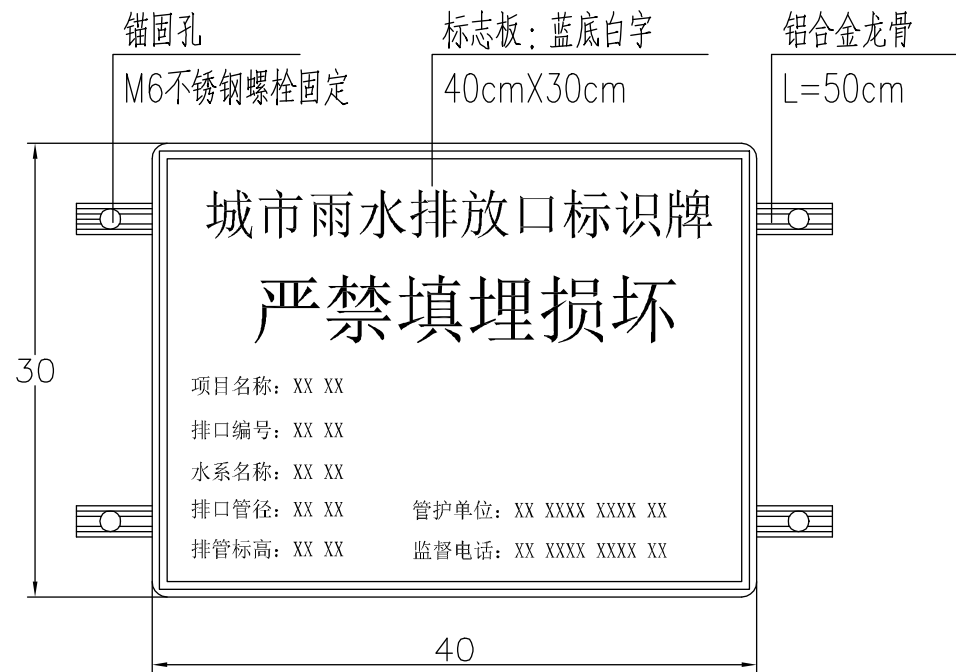 锚固孔
M6不锈钢螺栓固定
标志板：蓝底白字
40cmX30cm
铝合金龙骨
L=50cm
城市雨水排放口标识牌
严禁填埋损坏
30
项目名称：XX XX
排口编号：XX XX
水系名称：XX XX
排口管径：XX XX
管护单位：XX XXXX XXXX XX
排管标高：XX XX
监督电话：XX XXXX XXXX XX
40